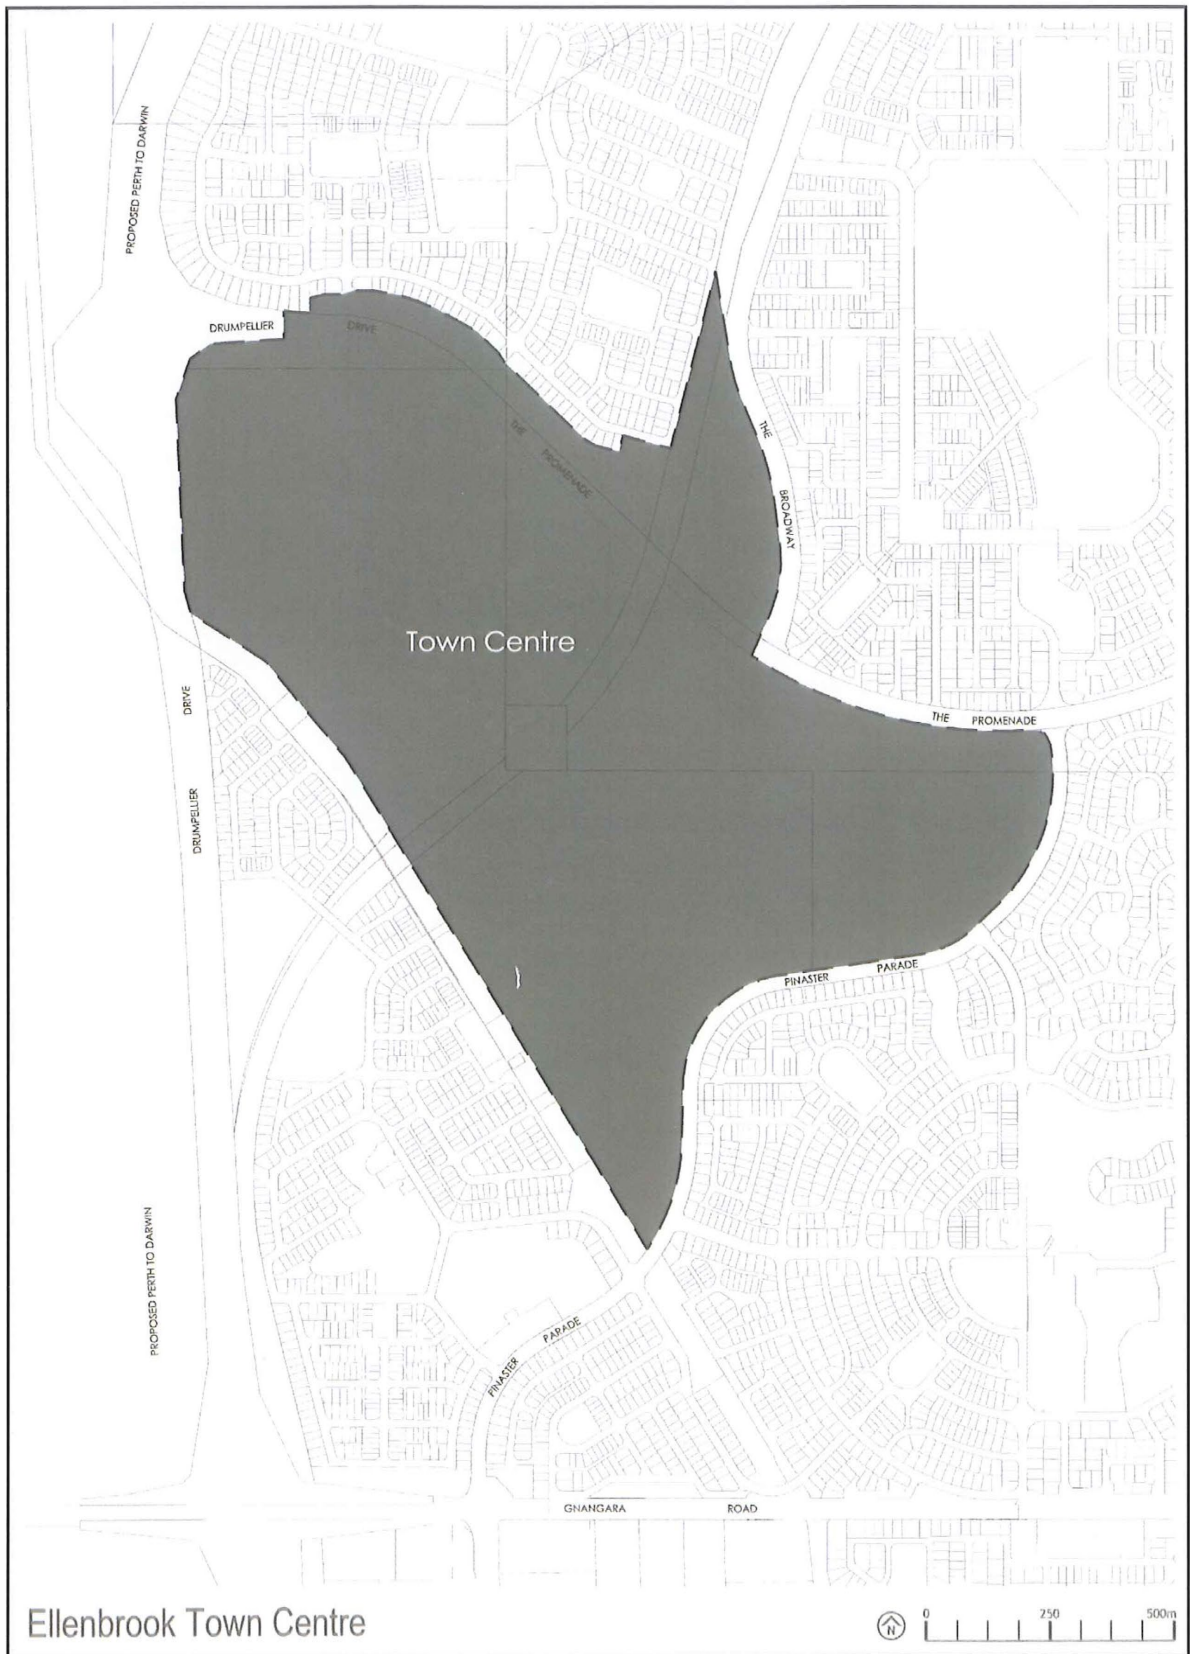 PROPOSED PERTH TO DARWIN
DRUMPELLIER
DRIVE
THE
PROMENADE
THE
BROADWAY
Town Centre
DRIVE
THE PROMENADE
DRUMPELLIER
PINASTER PARADE
PROPOSED PERTH TO DARWIN
PINASTER PARADE
GNANGARA ROAD
Ellenbrook Town Centre
N
0 250 500m